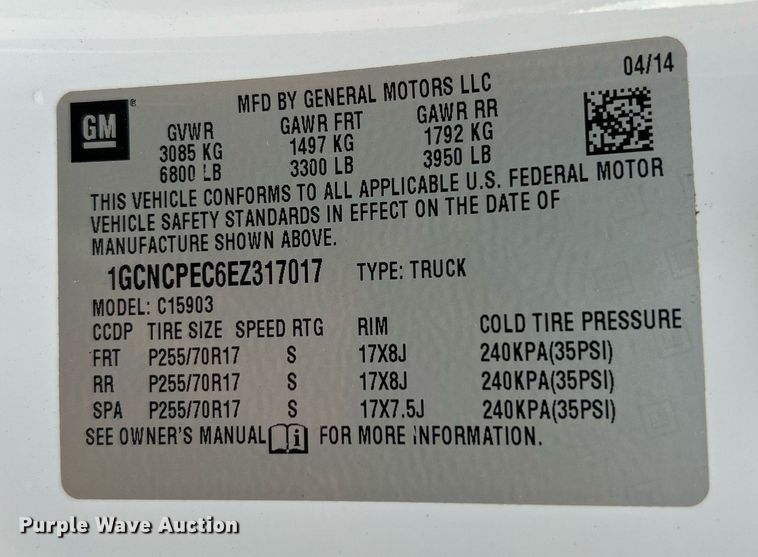 04/14
GM®
MFD BY GENERAL MOTORS LLC
GVWR GAWR FRT GAWR RR
3085 KG 1497 KG 1792 KG
6800 LB 3300 LB 3950 LB
THIS VEHICLE CONFORMS TO ALL APPLICABLE U.S. FEDERAL MOTOR
VEHICLE SAFETY STANDARDS IN EFFECT ON THE DATE OF
MANUFACTURE SHOWN ABOVE.
1GCNCPEC6EZ317017 TYPE: TRUCK
MODEL: C15903
CCDP TIRE SIZE SPEED RTG RIM COLD TIRE PRESSURE
FRT P255/70R17 S 17X8J 240KPA(35PSI)
RR P255/70R17 S 17X8J 240KPA(35PSI)
SPA P255/70R17 S 17X7.5J 240KPA(35PSI)
SEE OWNER'S MANUAL i FOR MORE INFORMATION.
Purple Wave Auction